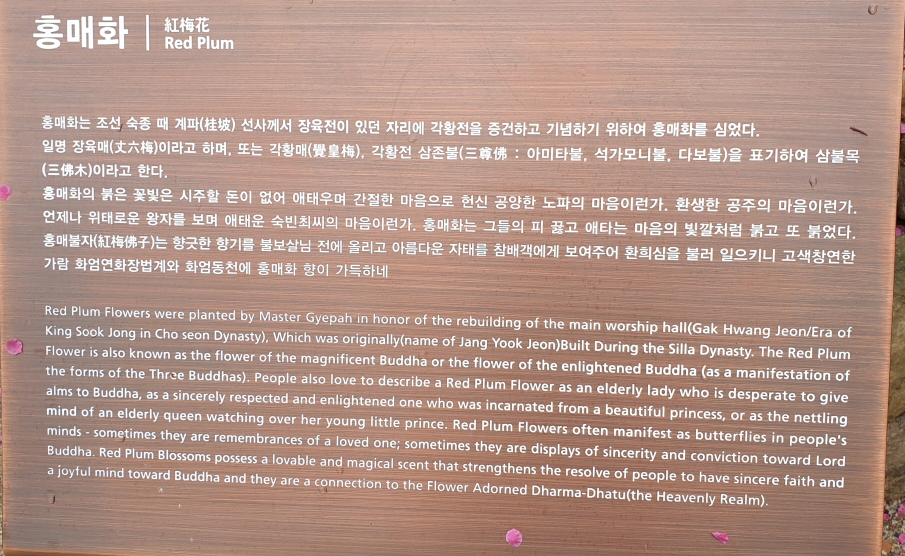 홍매화
紅梅花
Red Plum
홍매화는 조선 숙종 때 계파(桂坡) 선사께서 장육전이 있던 자리에 각황전을 중건하고 기념하기 위하여 홍매화를 심었다.
일명 장육매(丈六梅)이라고 하며, 또는 각황매(覺皇梅), 각황전 삼존불(三尊佛 : 아미타불, 석가모니불, 다보불)을 표기하여 삼불목
(三佛木)이라고 한다.
홍매화의 붉은 꽃빛은 시주할 돈이 없어 애태우며 간절한 마음으로 헌신 공양한 노파의 마음이런가. 환생한 공주의 마음이런가.
언제나 위태로운 왕자를 보며 애태운 숙빈최씨의 마음이런가. 홍매화는 그들의 피 끓고 애타는 마음의 빛깔처럼 붉고 또 붉었다.
홍매불자(紅梅佛子)는 향긋한 향기를 불보살님 전에 올리고 아름다운 자태를 참배객에게 보여주어 환희심을 불러 일으키니 고색창연한
가람 화엄연화장법계와 화엄동천에 홍매화 향이 가득하네
Red Plum Flowers were planted by Master Gyepah in honor of the rebuilding of the main worship hall(Gak Hwang Jeon/Era of
King Sook Jong in Cho seon Dynasty), Which was originally(name of Jang Yook Jeon)Built During the Silla Dynasty. The Red Plum
Flower is also known as the flower of the magnificent Buddha or the flower of the enlightened Buddha (as a manifestation of
the forms of the Three Buddhas). People also love to describe a Red Plum Flower as an elderly lady who is desperate to give
alms to Buddha, as a sincerely respected and enlightened one who was incarnated from a beautiful princess, or as the nettling
mind of an elderly queen watching over her young little prince. Red Plum Flowers often manifest as butterflies in people's
minds - sometimes they are remembrances of a loved one; sometimes they are displays of sincerity and conviction toward Lord
Buddha. Red Plum Blossoms possess a lovable and magical scent that strengthens the resolve of people to have sincere faith and
a joyful mind toward Buddha and they are a connection to the Flower Adorned Dharma-Dhatu(the Heavenly Realm).